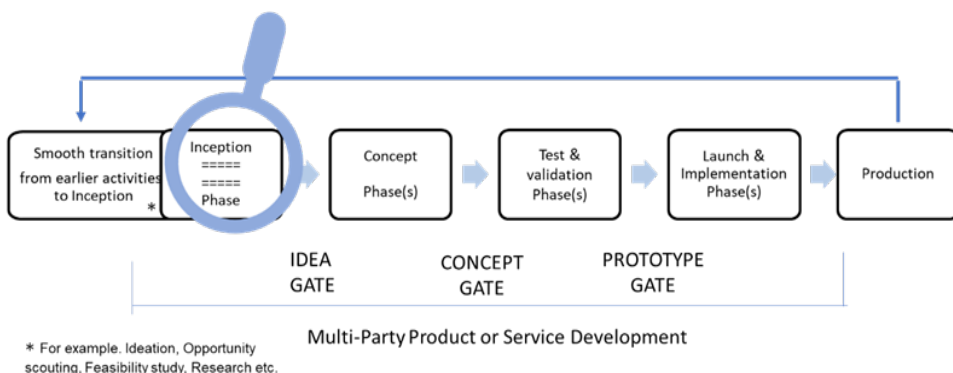 Smooth transition
from earlier activities
to Inception
*
Inception
=====
=====
Phase
Concept
Phase(s)
Test &
validation
Phase(s)
Launch &
Implementation
Phase(s)
Production
IDEA
GATE
CONCEPT
GATE
PROTOTYPE
GATE
Multi-Party Product or Service Development
* For example. Ideation, Opportunity
scouting, Feasibility study, Research etc.